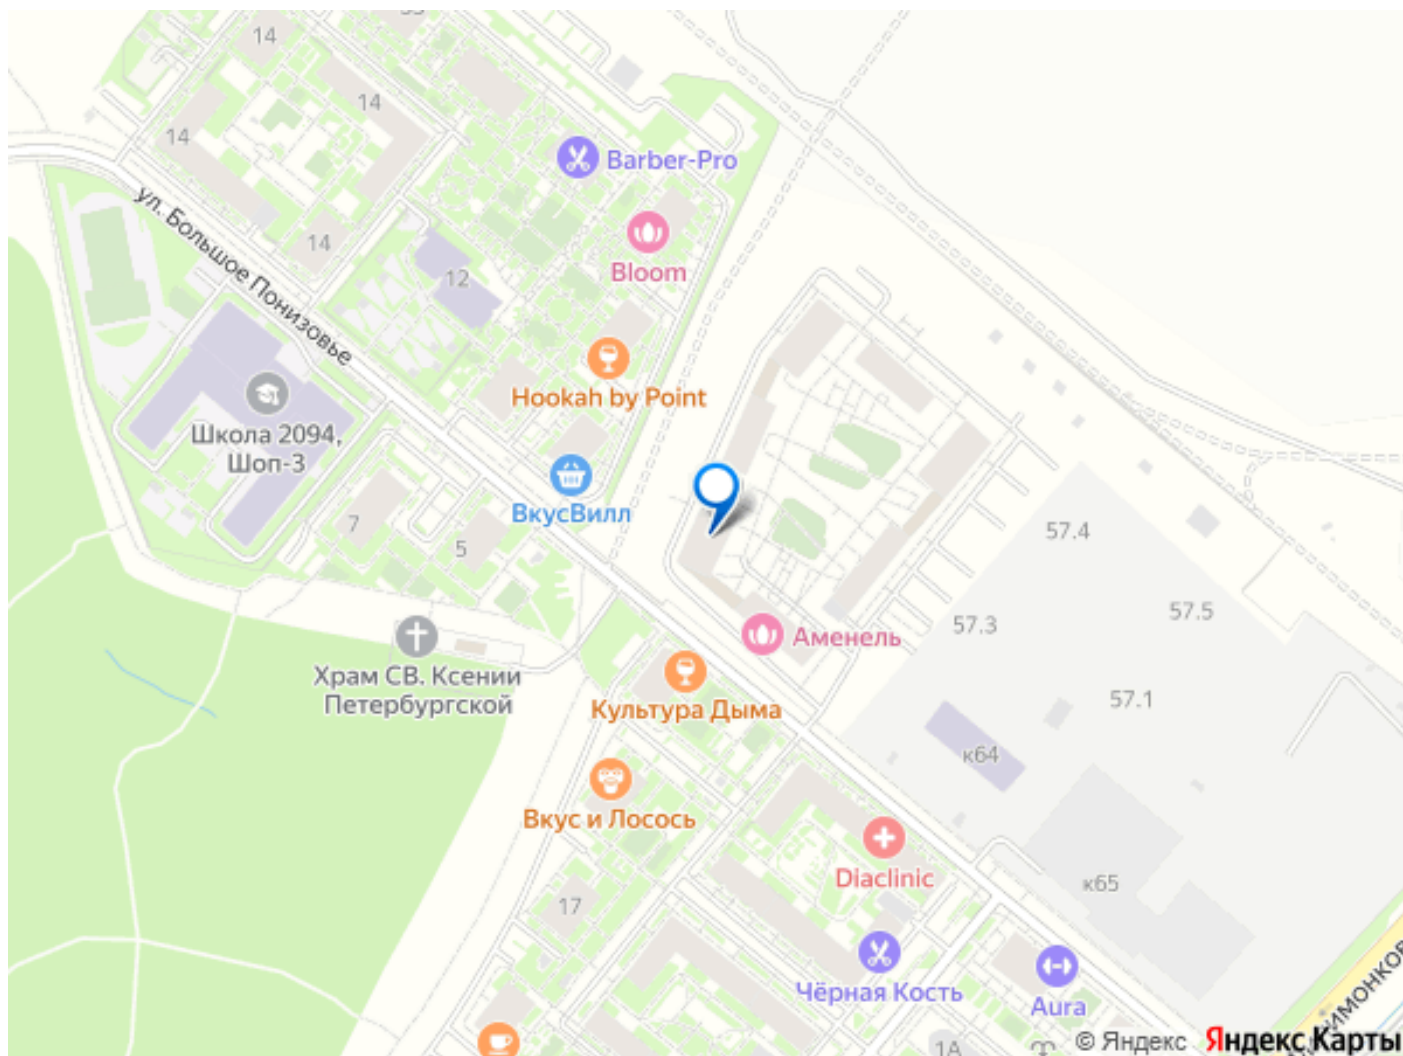 14
14
14
Barber-Pro
ул. Большое Понизовье
14
Bloom
12
Hookah by Point
Школа 2094,
Шоп-3
ВкусВилл
7
5
57.4
57.5
57.3
Аменель
Храм СВ. Ксении
Петербургской
57.1
Культура Дыма
к64
Вкус и Лосось
Diaclinic
к65
17
Чёрная Кость
Aura
1А
© Яндекс Яндекс Карты